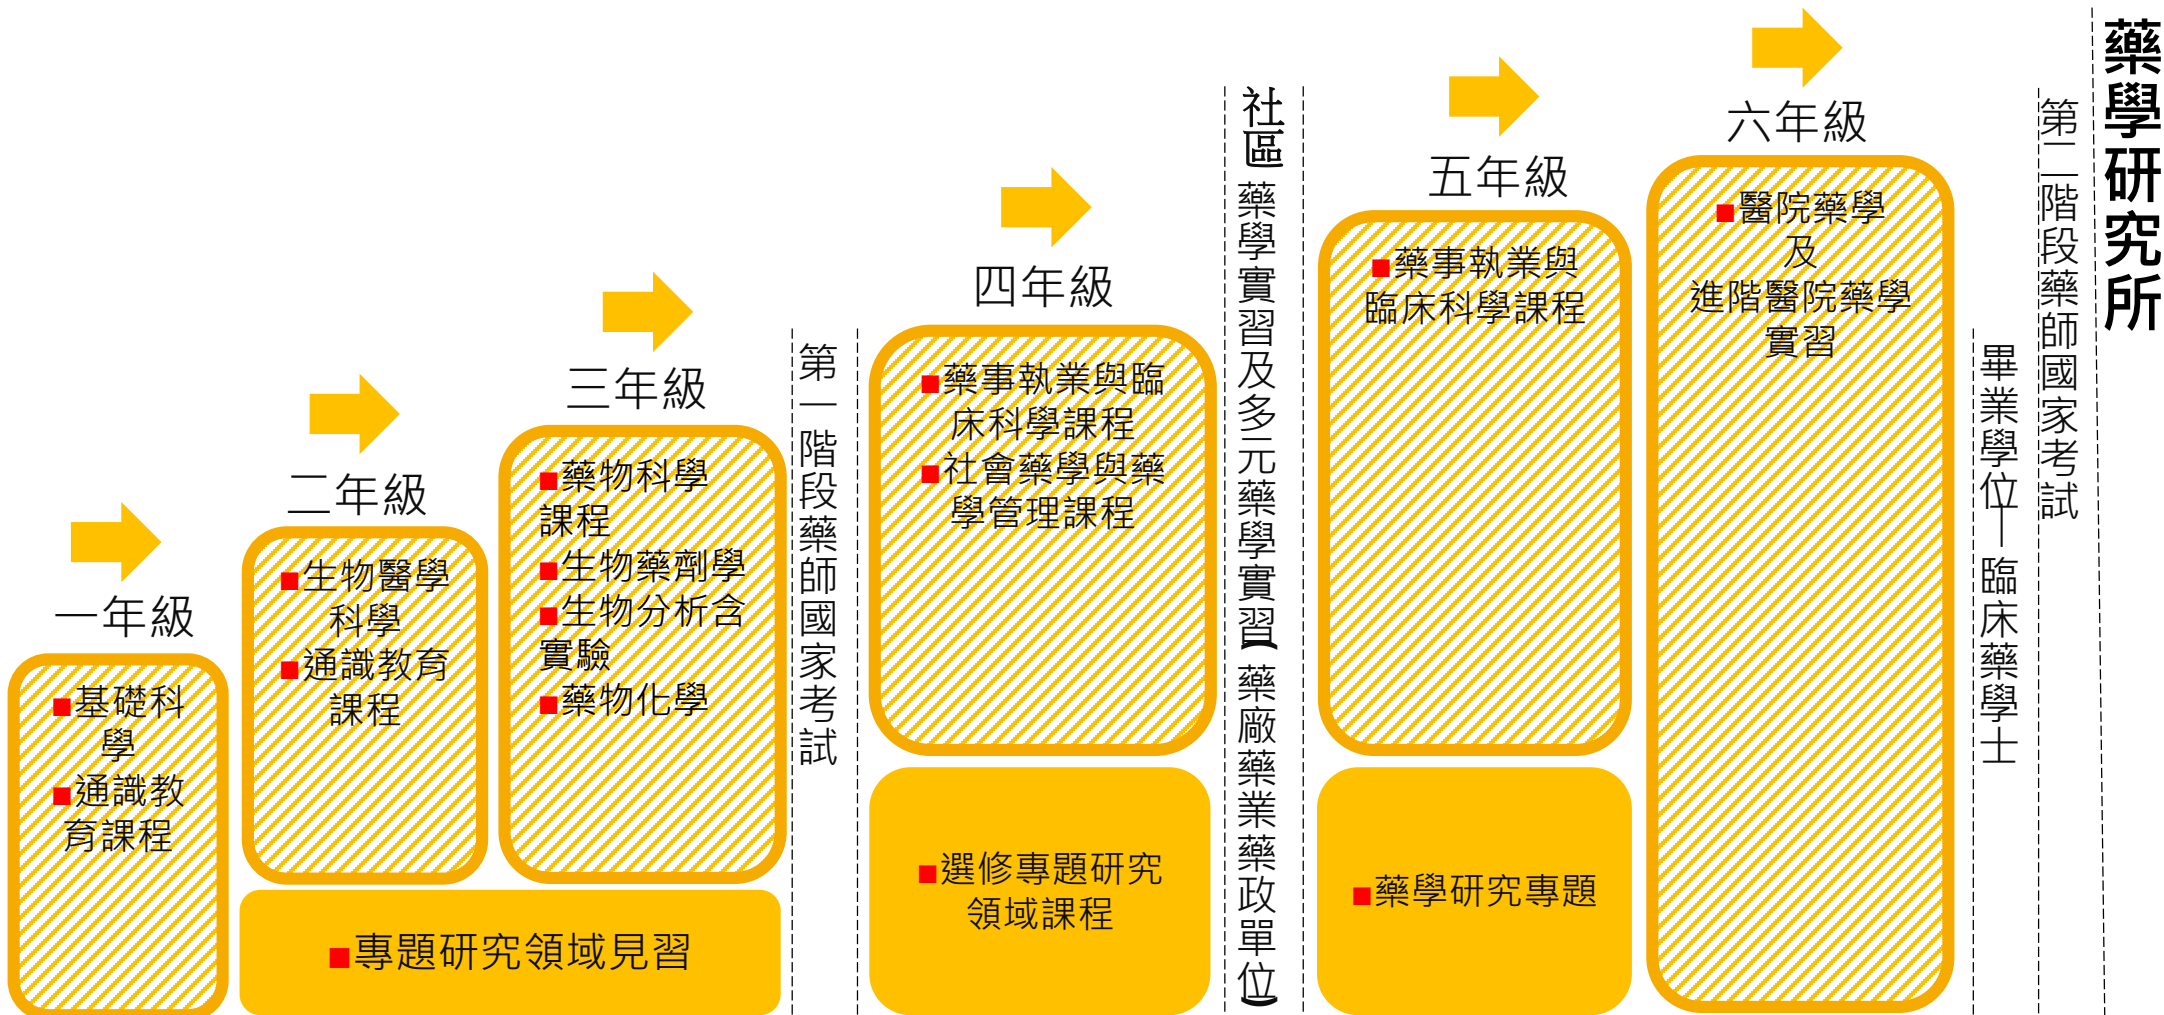 一年級
■基礎科
學
■通識教
育課程
二年級
■生物醫學
科學
■通識教育
課程
三年級
■藥物科學
課程
■生物藥劑學
■生物分析含
實驗
■藥物化學
■專題研究領域見習
第一階段藥師國家考試
四年級
■藥事執業與臨
床科學課程
■社會藥學與藥
學管理課程
■選修專題研究
領域課程
社區藥學實習及多元藥學實習(藥廠藥業藥政單位)
五年級
■藥事執業與
臨床科學課程
■藥學研究專題
六年級
■醫院藥學
及
進階醫院藥學
實習
畢業學位—臨床藥學士
第二階段藥師國家考試
藥學研究所